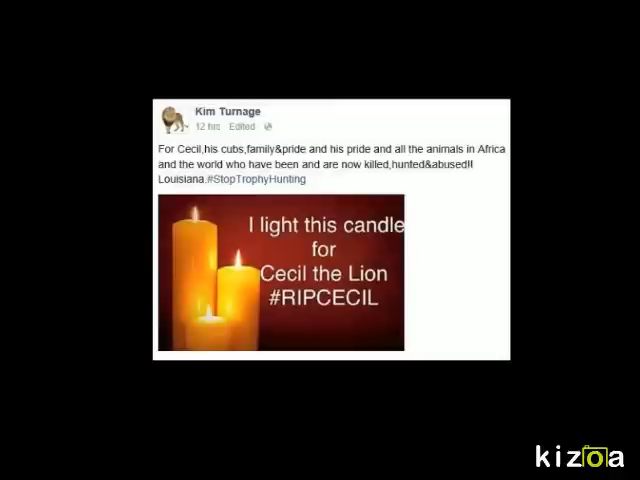 Kim Turnage
12 hrs Edited
For Cecil,his cubs,family&pride and his pride and all the animals in Africa
and the world who have been and are now killed,hunted&abused!!
Louisiana.#StopTrophyHunting
I light this candle
for
Cecil the Lion
#RIPCECIL
kizoa